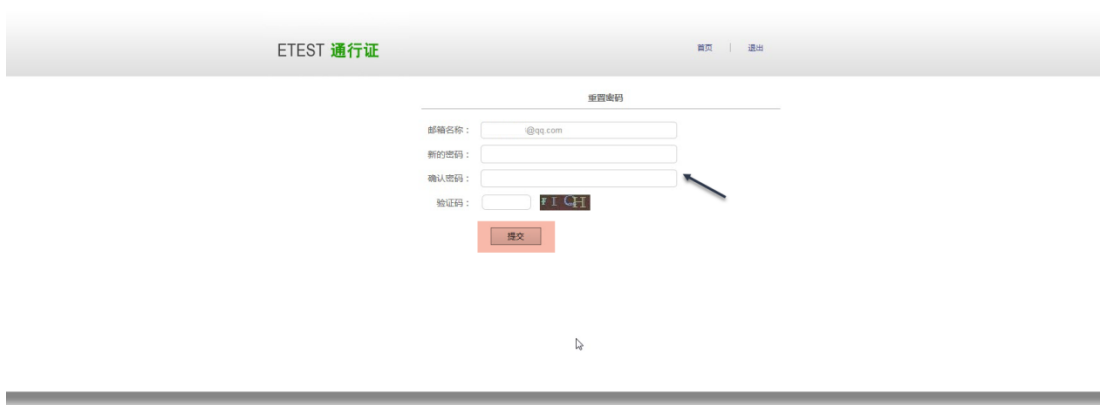 ETEST 通行证
首页 | 退出
重置密码
邮箱名称： @qq.com
新的密码：
确认密码：
验证码： FICH
提交